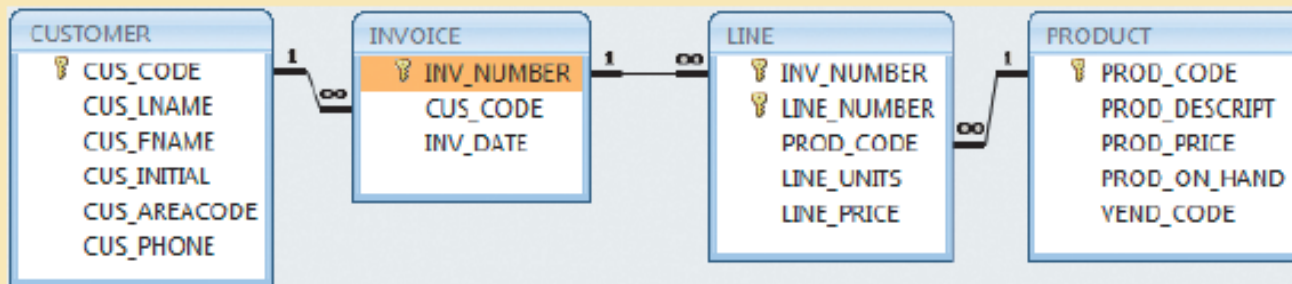 CUSTOMER
CUS_CODE
CUS_LNAME
CUS_FNAME
CUS_INITIAL
CUS_AREACODE
CUS_PHONE
1
∞
INVOICE
INV_NUMBER
CUS_CODE
INV_DATE
1
∞
LINE
INV_NUMBER
LINE_NUMBER
PROD_CODE
LINE_UNITS
LINE_PRICE
∞
1
PRODUCT
PROD_CODE
PROD_DESCRIPT
PROD_PRICE
PROD_ON_HAND
VEND_CODE